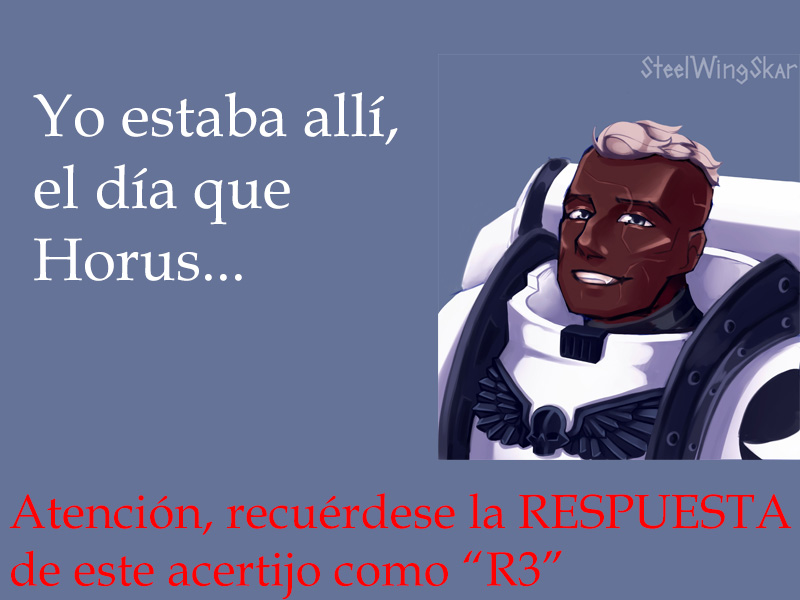 SteelWingSkar
Yo estaba allí,
el día que
Horus...
Atención, recuérdese la RESPUESTA
de este acertijo como “R3”